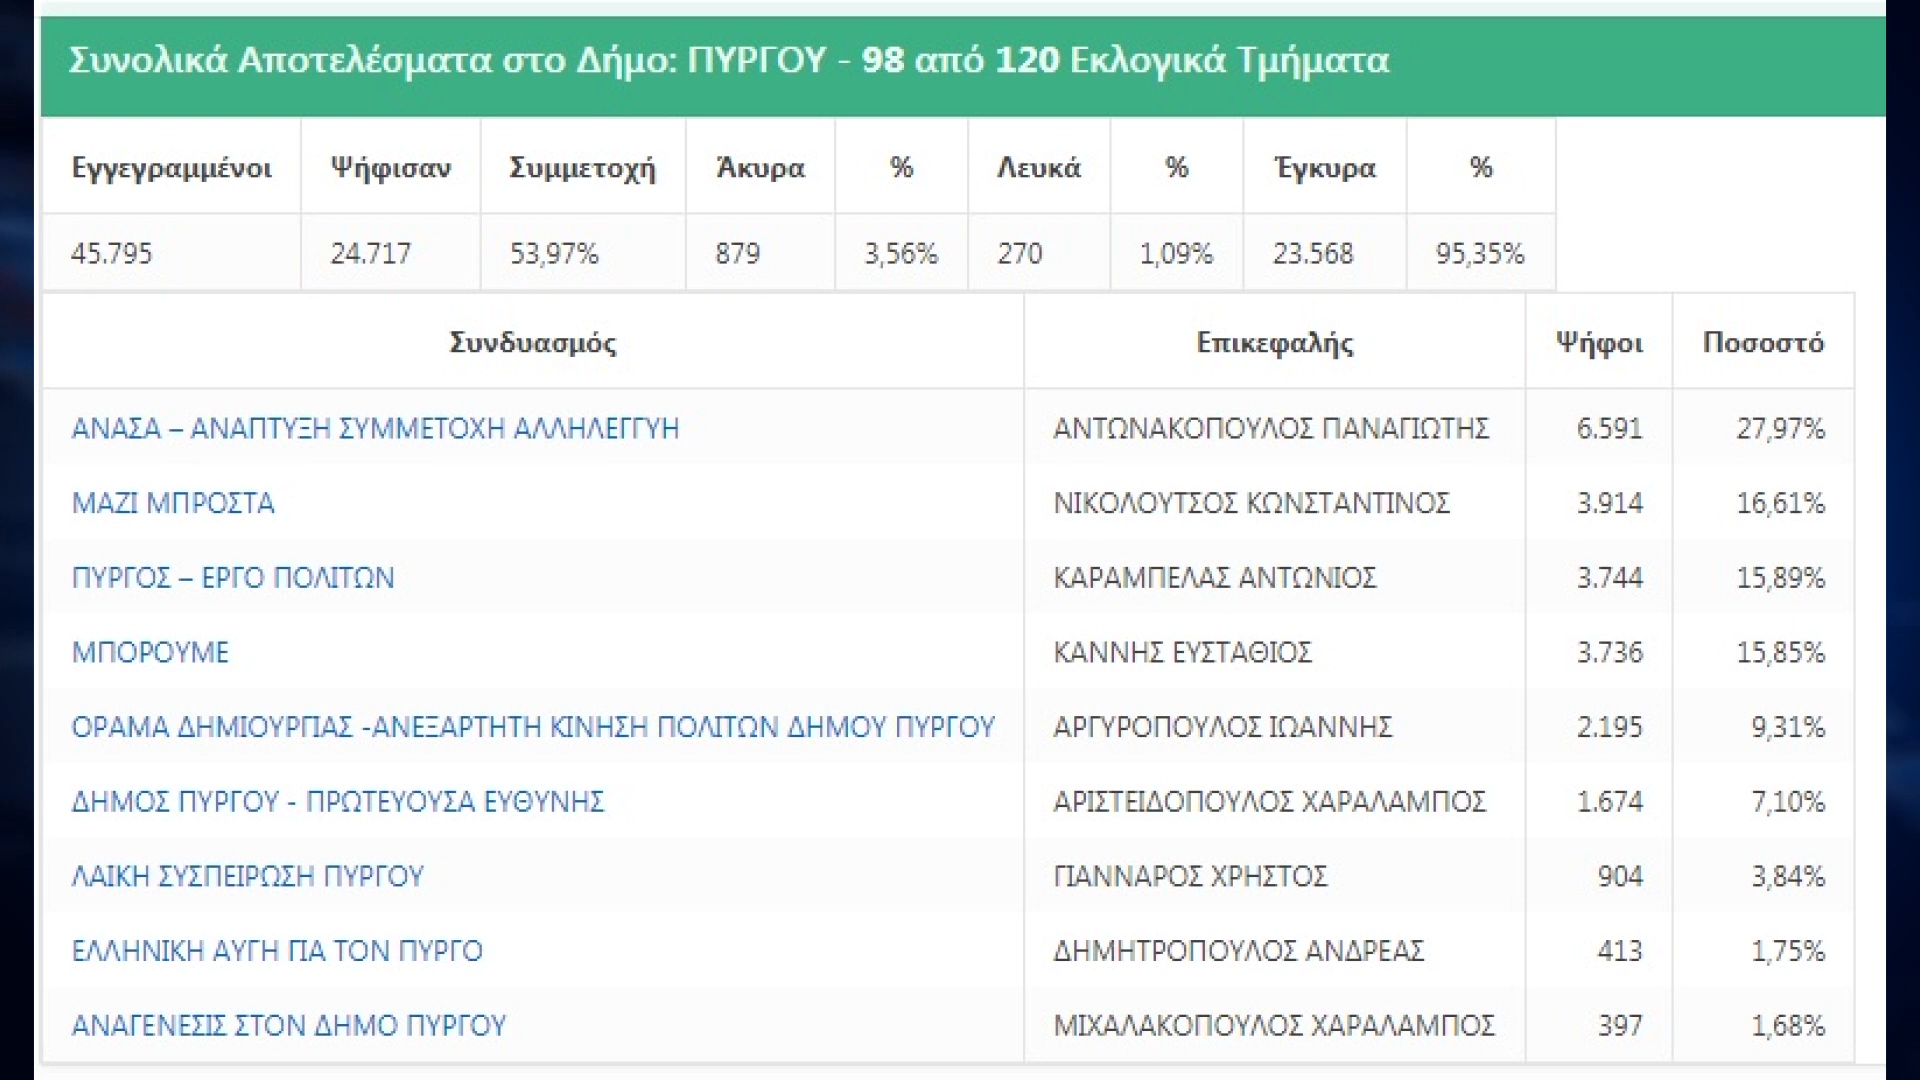 Συνολικά Αποτελέσματα στο Δήμο: ΠΥΡΓΟΥ - 98 από 120 Εκλογικά Τμήματα
Εγγεγραμμένοι Ψήφισαν Συμμετοχή Άκυρα % Λευκά % Έγκυρα %
45.795 24.717 53,97% 879 3,56% 270 1,09% 23.568 95,35%
Συνδυασμός Επικεφαλής Ψήφοι Ποσοστό
ΑΝΑΣΑ – ΑΝΑΠΤΥΞΗ ΣΥΜΜΕΤΟΧΗ ΑΛΛΗΛΕΓΓΥΗ ΑΝΤΩΝΑΚΟΠΟΥΛΟΣ ΠΑΝΑΓΙΩΤΗΣ 6.591 27,97%
ΜΑΖΙ ΜΠΡΟΣΤΑ ΝΙΚΟΛΟΥΤΣΟΣ ΚΩΝΣΤΑΝΤΙΝΟΣ 3.914 16,61%
ΠΥΡΓΟΣ – ΕΡΓΟ ΠΟΛΙΤΩΝ ΚΑΡΑΜΠΕΛΑΣ ΑΝΤΩΝΙΟΣ 3.744 15,89%
ΜΠΟΡΟΥΜΕ ΚΑΝΝΗΣ ΕΥΣΤΑΘΙΟΣ 3.736 15,85%
ΟΡΑΜΑ ΔΗΜΙΟΥΡΓΙΑΣ -ΑΝΕΞΑΡΤΗΤΗ ΚΙΝΗΣΗ ΠΟΛΙΤΩΝ ΔΗΜΟΥ ΠΥΡΓΟΥ ΑΡΓΥΡΟΠΟΥΛΟΣ ΙΩΑΝΝΗΣ 2.195 9,31%
ΔΗΜΟΣ ΠΥΡΓΟΥ - ΠΡΩΤΕΥΟΥΣΑ ΕΥΘΥΝΗΣ ΑΡΙΣΤΕΙΔΟΠΟΥΛΟΣ ΧΑΡΑΛΑΜΠΟΣ 1.674 7,10%
ΛΑΙΚΗ ΣΥΣΠΕΙΡΩΣΗ ΠΥΡΓΟΥ ΓΙΑΝΝΑΡΟΣ ΧΡΗΣΤΟΣ 904 3,84%
ΕΛΛΗΝΙΚΗ ΑΥΓΗ ΓΙΑ ΤΟΝ ΠΥΡΓΟ ΔΗΜΗΤΡΟΠΟΥΛΟΣ ΑΝΔΡΕΑΣ 413 1,75%
ΑΝΑΓΕΝΕΣΙΣ ΣΤΟΝ ΔΗΜΟ ΠΥΡΓΟΥ ΜΙΧΑΛΑΚΟΠΟΥΛΟΣ ΧΑΡΑΛΑΜΠΟΣ 397 1,68%